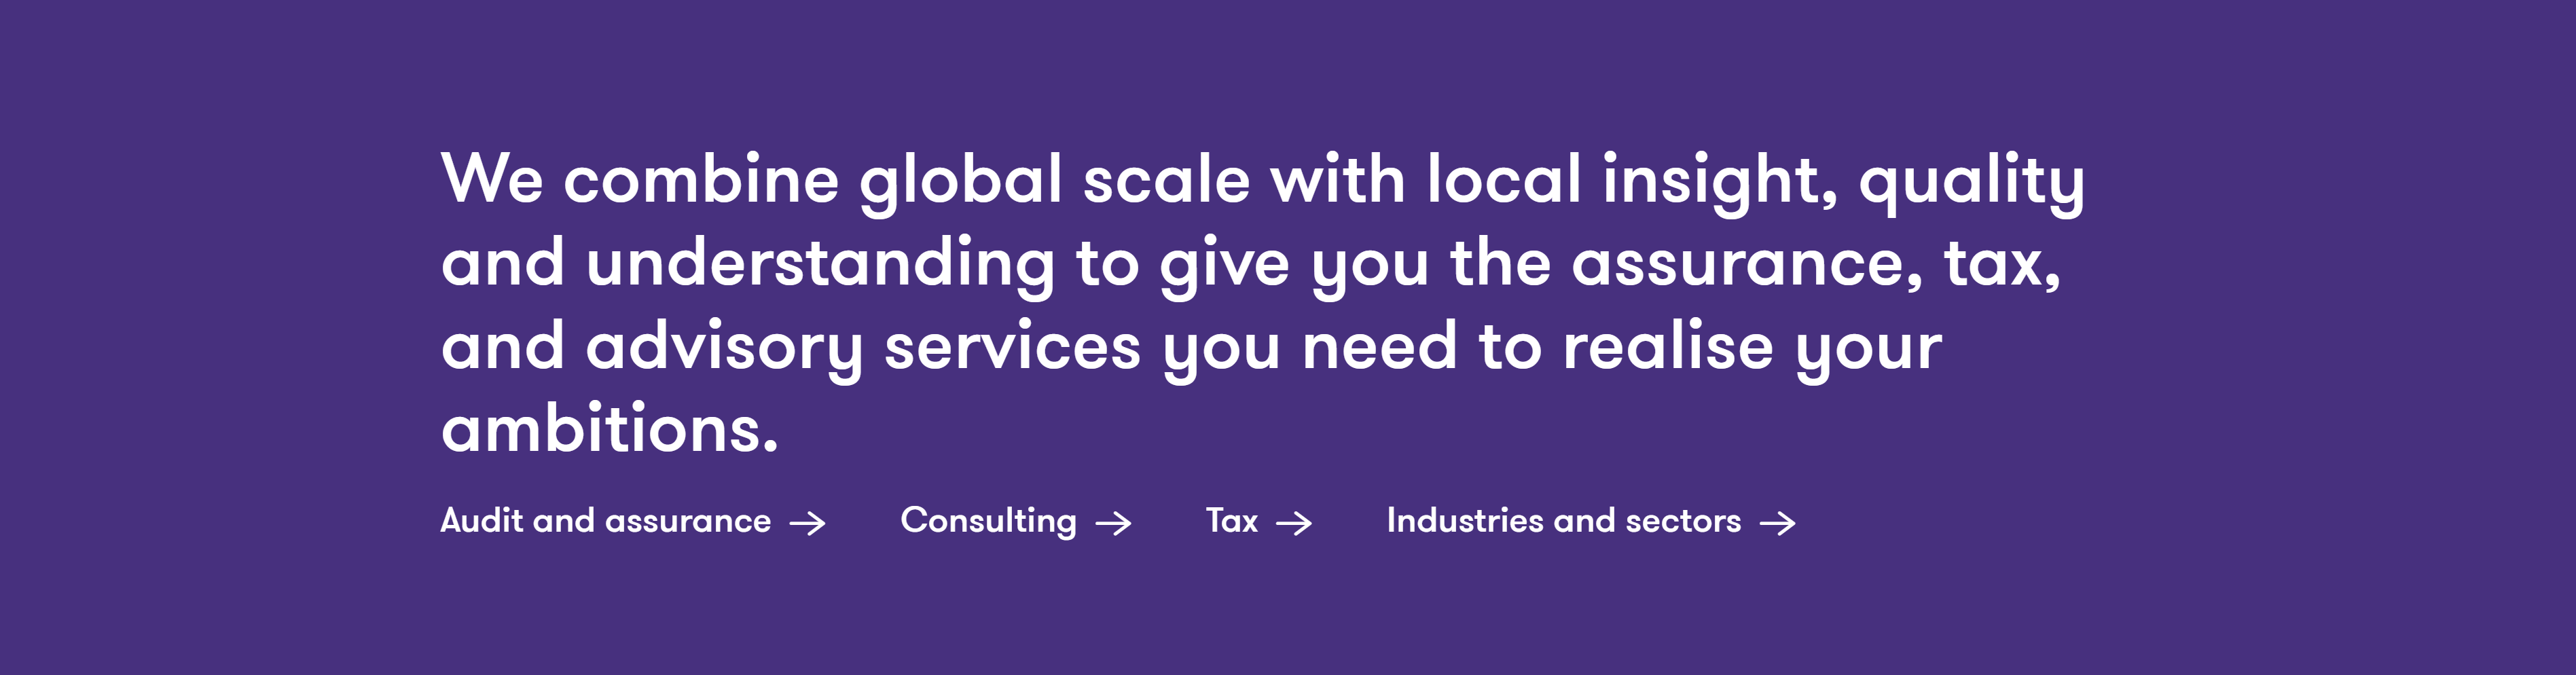 We combine global scale with local insight, quality
and understanding to give you the assurance, tax,
and advisory services you need to realise your
ambitions.
Audit and assurance → Consulting → Tax → Industries and sectors →